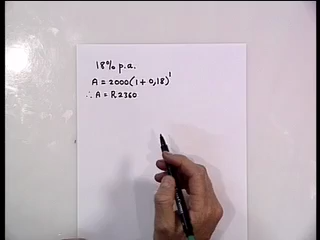 18% p.a.
A = 2000(1 + 0,18)¹
∴ A = R2360